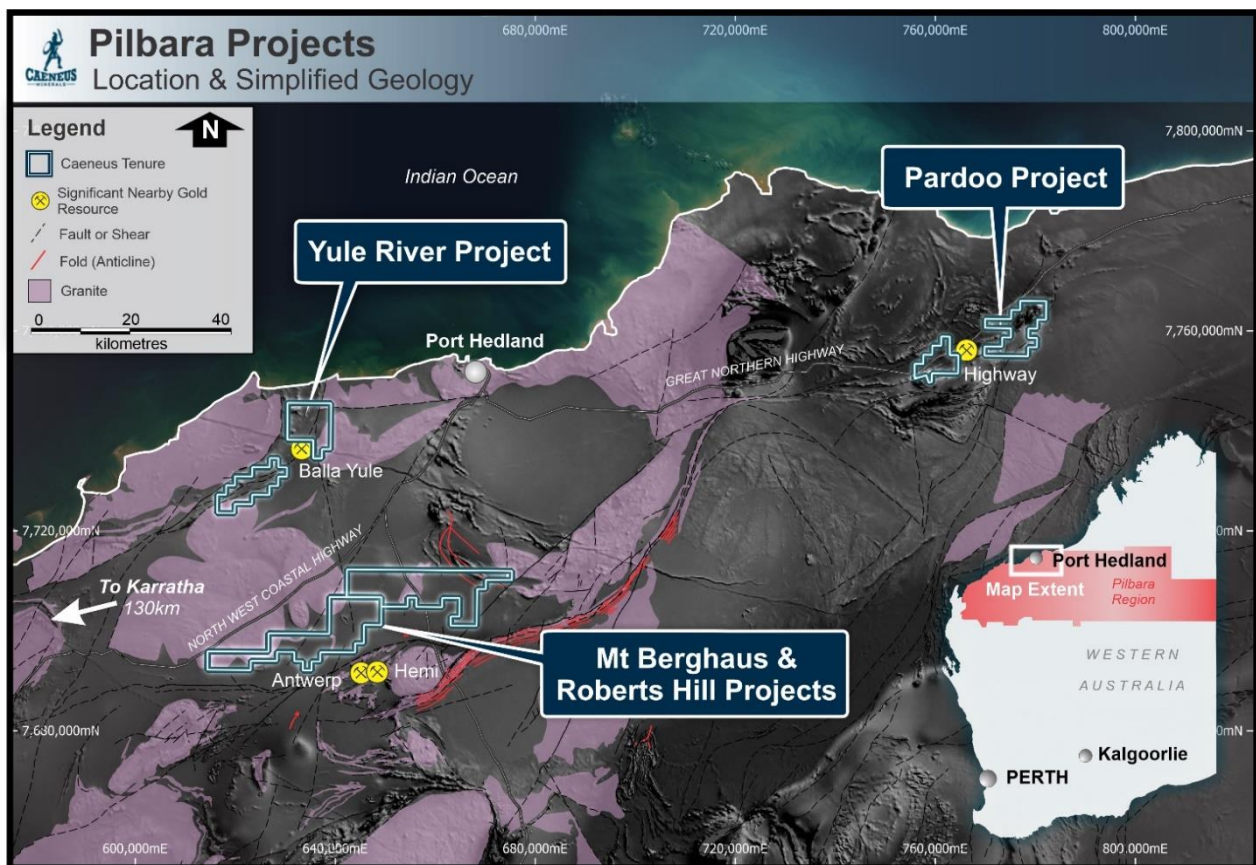 CAENEUS
MINERALS
Pilbara Projects
Location & Simplified Geology
680,000mE
720,000mE
760,000mE
800,000mE
Legend
N
Caeneus Tenure
Significant Nearby Gold
Resource
Fault or Shear
Fold (Anticline)
Granite
0 20 40
kilometres
7,800,000mN
Indian Ocean
Pardoo Project
Yule River Project
Port Hedland
7,760,000mN
GREAT NORTHERN HIGHWAY
Highway
Balla Yule
7,720,000mN
NORTH WEST COASTAL HIGHWAY
To Karratha
130km
Antwerp
Hemi
Mt Berghaus &
Roberts Hill Projects
Port Hedland
Map Extent
Pilbara
Region
WESTERN
AUSTRALIA
Kalgoorlie
PERTH
7,680,000mN
600,000mE
640,000mE
680,000mE
720,000mE
760,000mE
800,000mE